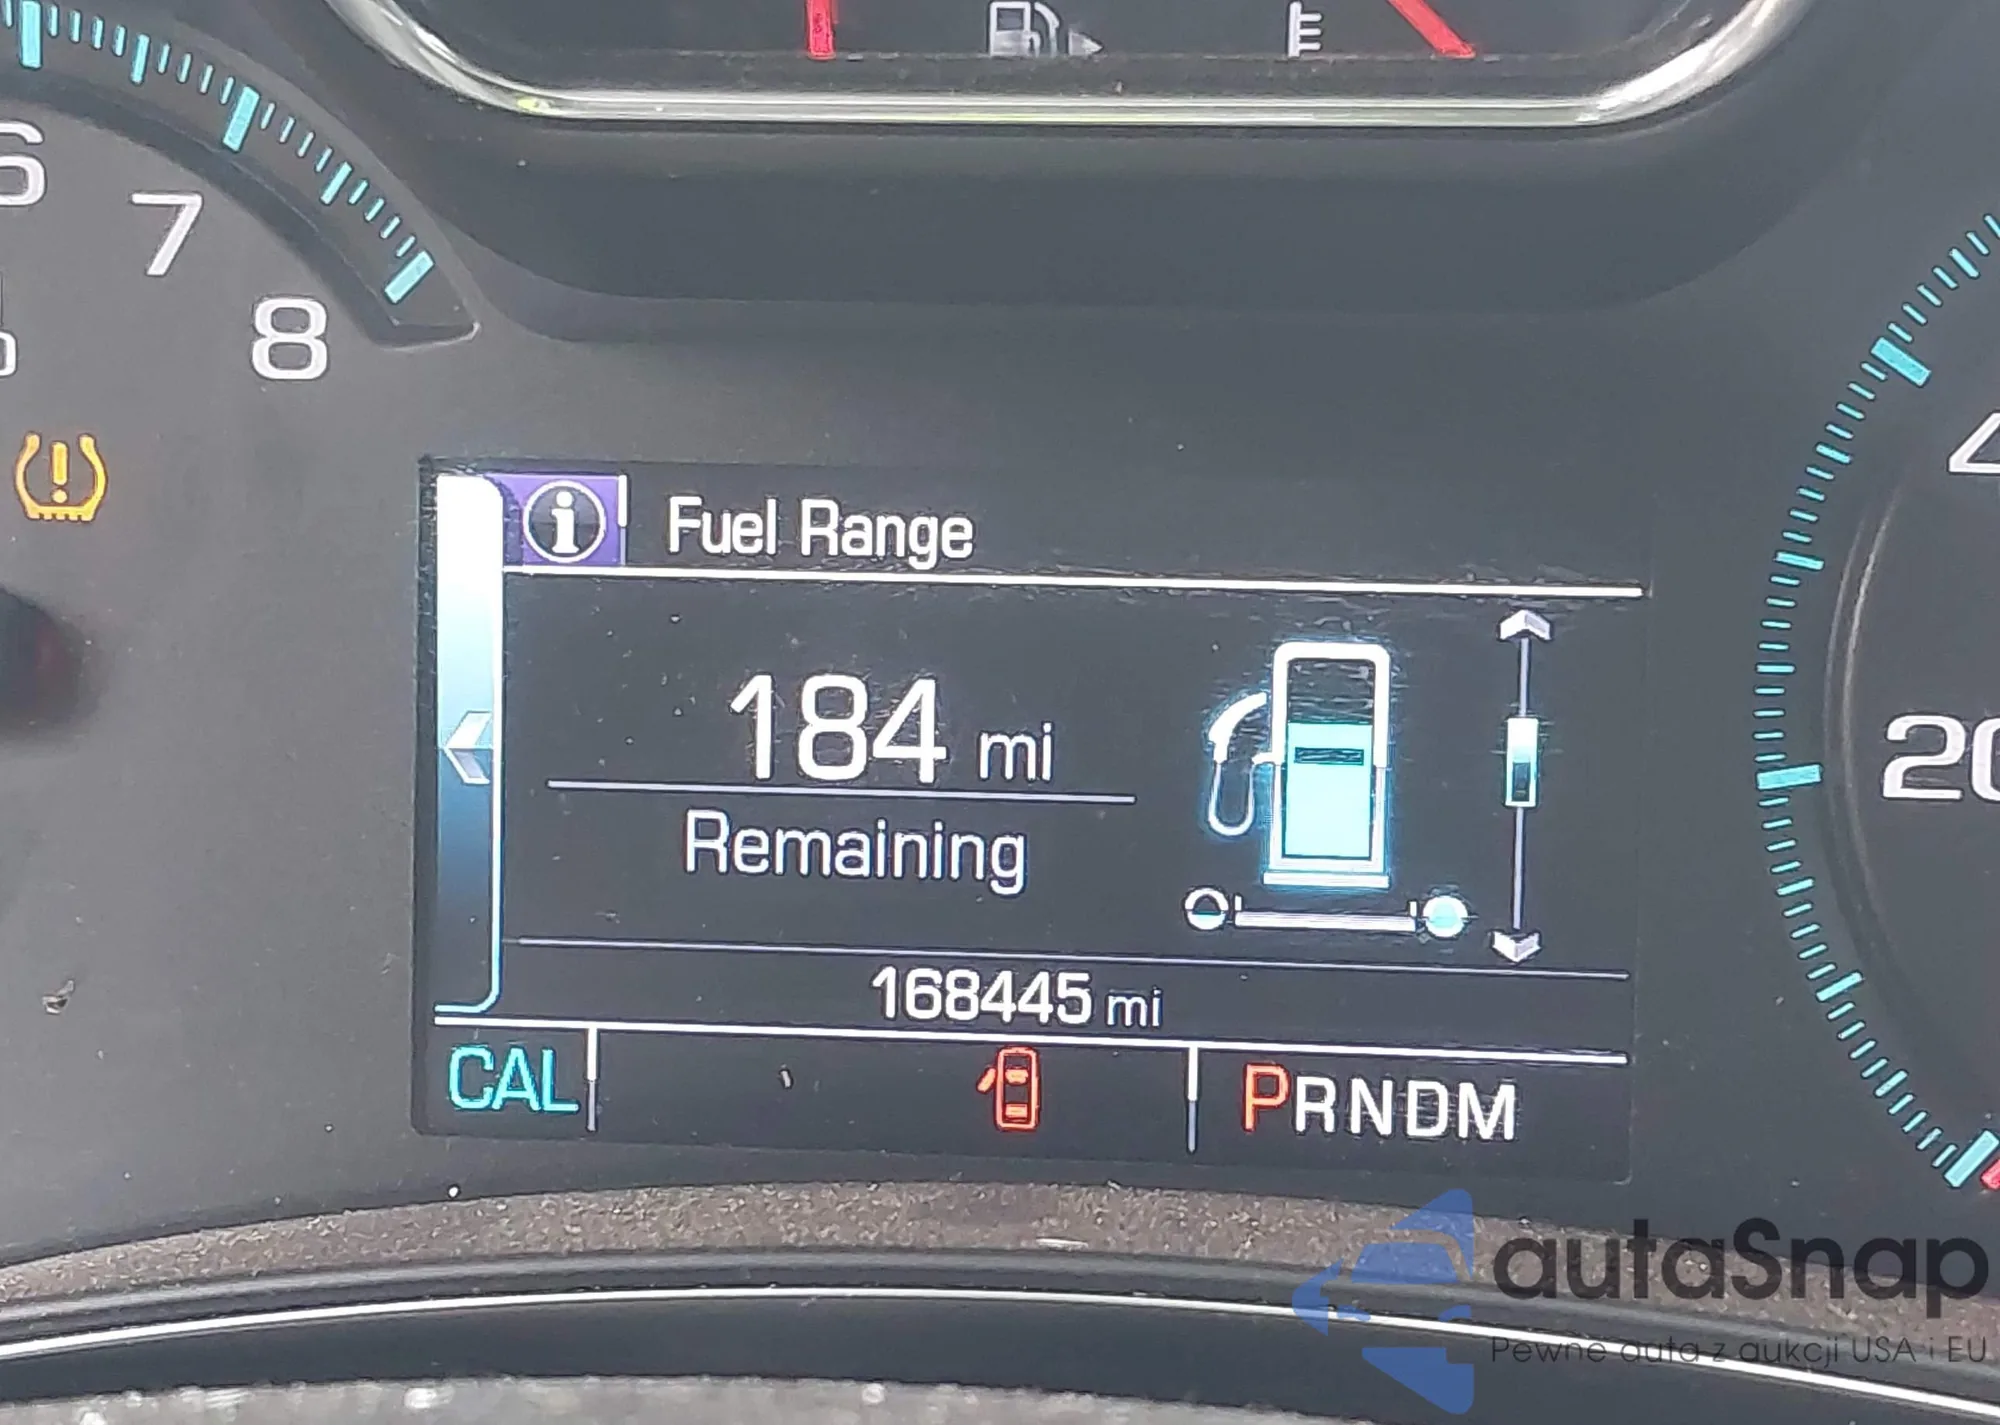 6
7
8
4
20
Fuel Range
184 mi
Remaining
168445 mi
CAL
PRNDM
autaSnap
Pewne auta z aukcji USA i EU